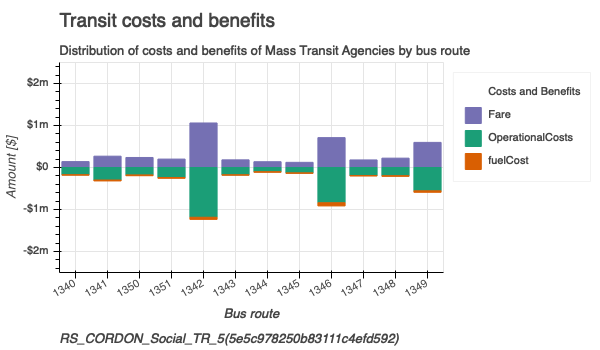 Transit costs and benefits
Distribution of costs and benefits of Mass Transit Agencies by bus route
$2m
$1m
$0
-$1m
-$2m
Amount [$]
1340
1341
1350
1351
1342
1343
1344
1345
1346
1347
1348
1349
Bus route
Costs and Benefits
Fare
OperationalCosts
fuelCost
RS_CORDON_Social_TR_5(5e5c978250b83111c4efd592)